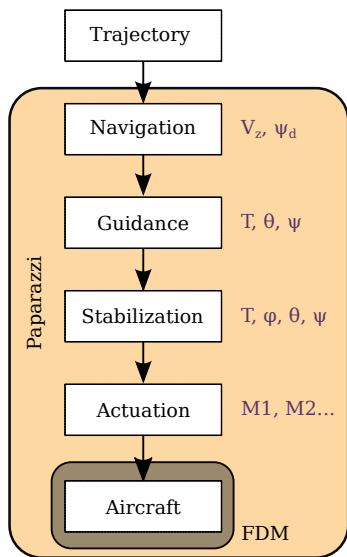 Trajectory
Navigation
V_z, ψ_d
Guidance
T, θ, ψ
Paparazzi
Stabilization
T, φ, θ, ψ
Actuation
M1, M2...
Aircraft
FDM